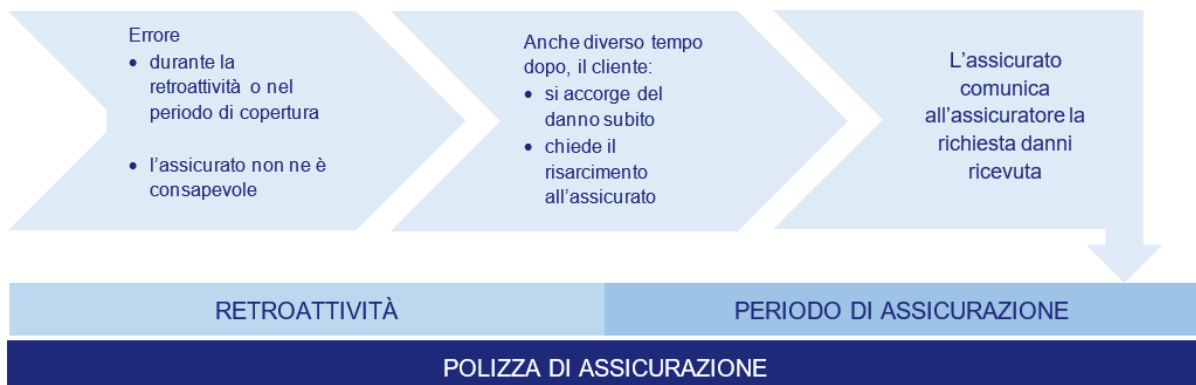 Errore
• durante la
retroattività o nel
periodo di copertura
• l'assicurato non ne è
consapevole
Anche diverso tempo
dopo, il cliente:
• si accorge del
danno subito
• chiede il
risarcimento
all'assicurato
L'assicurato
comunica
all'assicuratore la
richiesta danni
ricevuta
RETROATTIVITÀ
PERIODO DI ASSICURAZIONE
POLIZZA DI ASSICURAZIONE